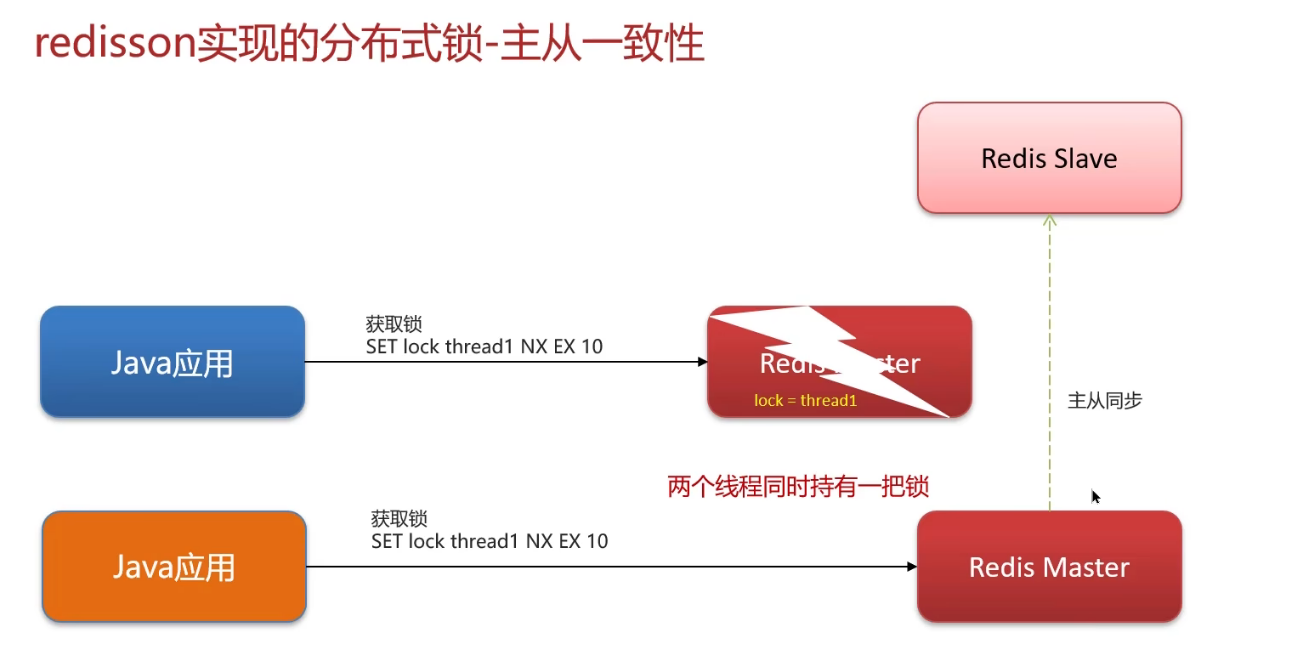 redisson实现的分布式锁-主从一致性
Redis Slave
获取锁
SET lock thread1 NX EX 10
Java应用
Redis Master
lock = thread1
主从同步
两个线程同时持有一把锁
获取锁
SET lock thread1 NX EX 10
Java应用
Redis Master